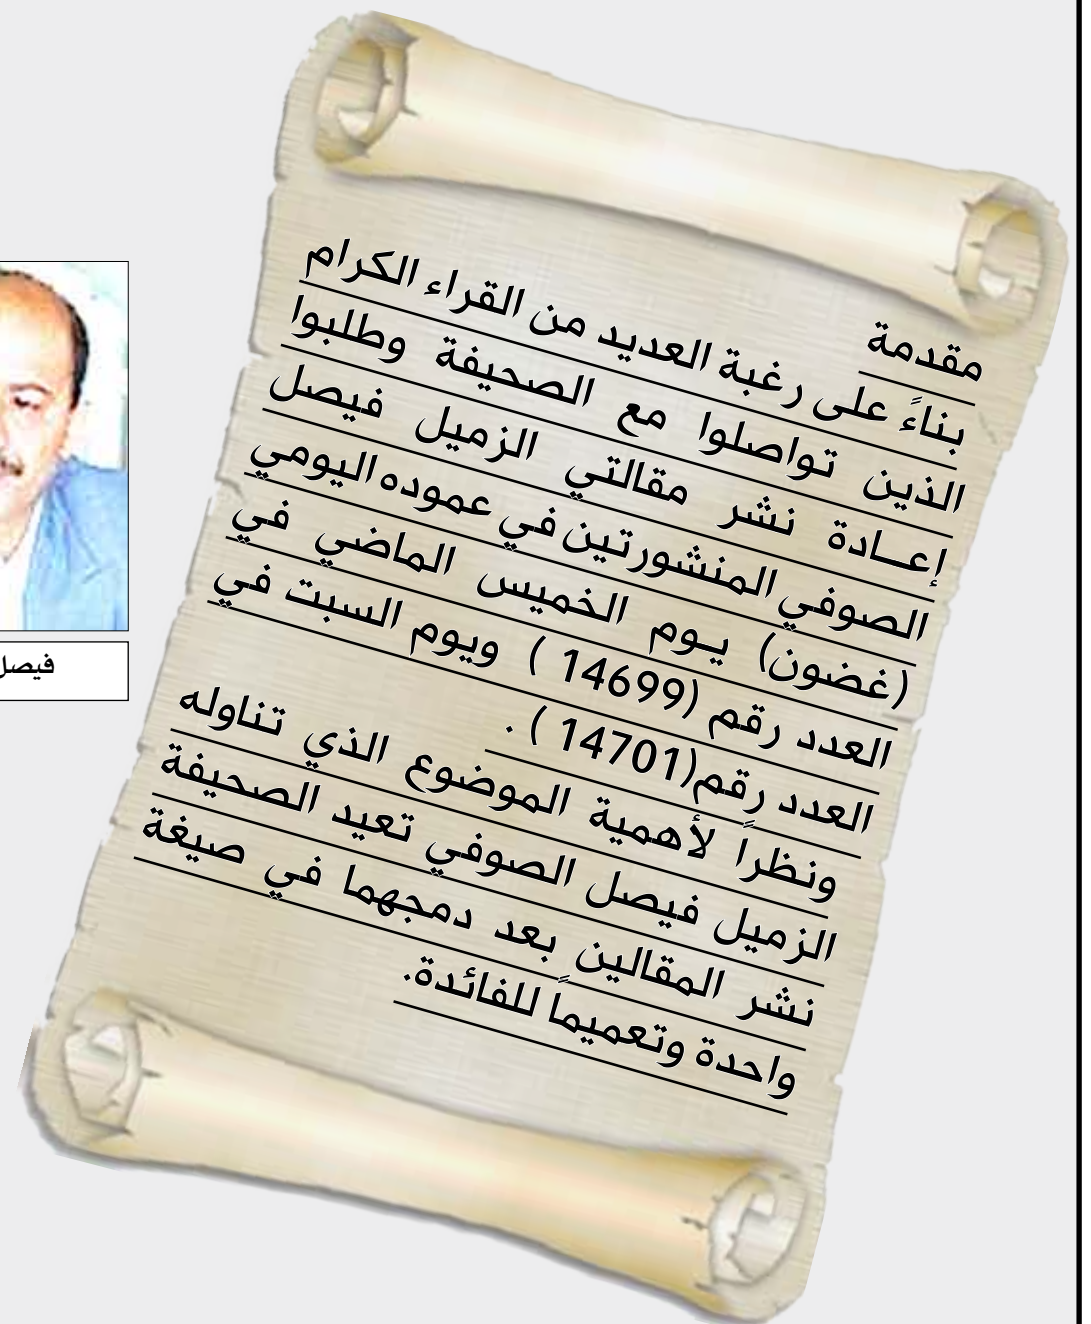 مقدمة
بناءً على رغبة العديد من القراء الكرام
الذين تواصلوا مع الصحيفة وطلبوا
إعــادة نشر مقالتي الزميل فيصل
الصوفي المنشورتين في عموده اليومي
(غضون) يــوم الخميس الماضي في
العدد رقم (14699 ) ويوم السبت في
العدد رقم(14701 ) .
ونظراً لأهمية الموضوع الذي تناوله
الزميل فيصل الصوفي تعيد الصحيفة
نشر المقالين بعد دمجهما في صيغة
واحدة وتعميماً للفائدة.
فيصل